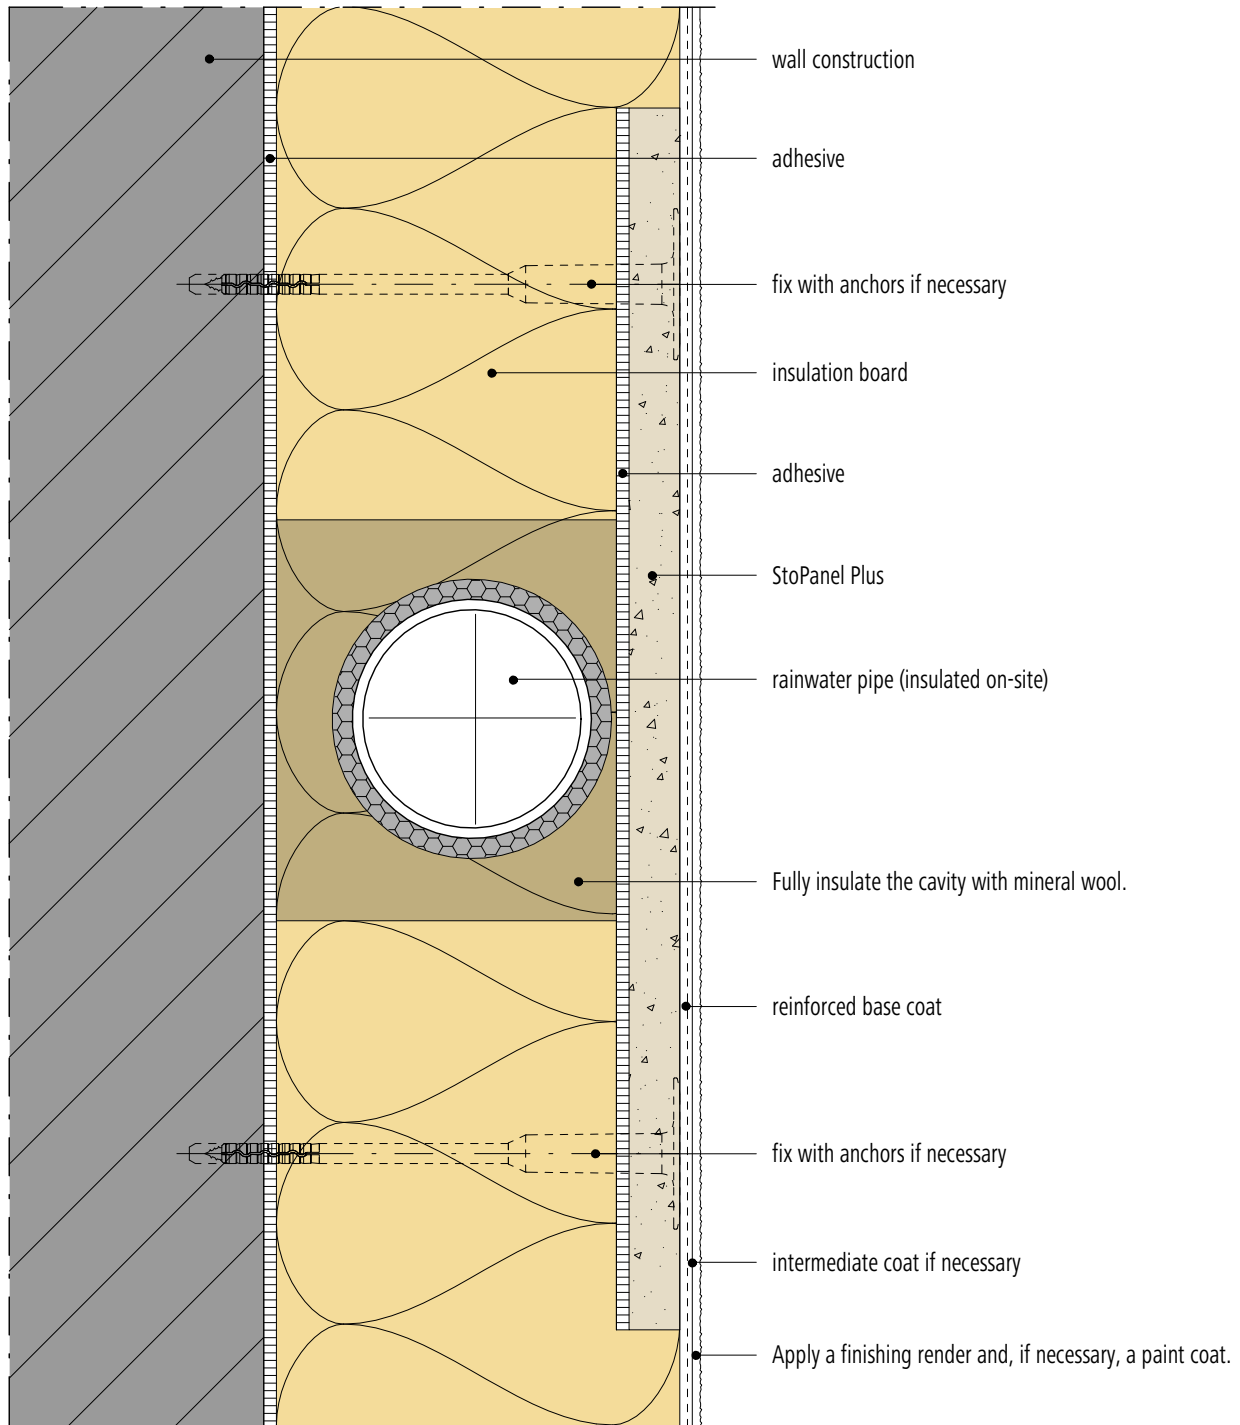 wall construction
adhesive
fix with anchors if necessary
insulation board
adhesive
StoPanel Plus
rainwater pipe (insulated on-site)
Fully insulate the cavity with mineral wool.
reinforced base coat
fix with anchors if necessary
intermediate coat if necessary
Apply a finishing render and, if necessary, a paint coat.